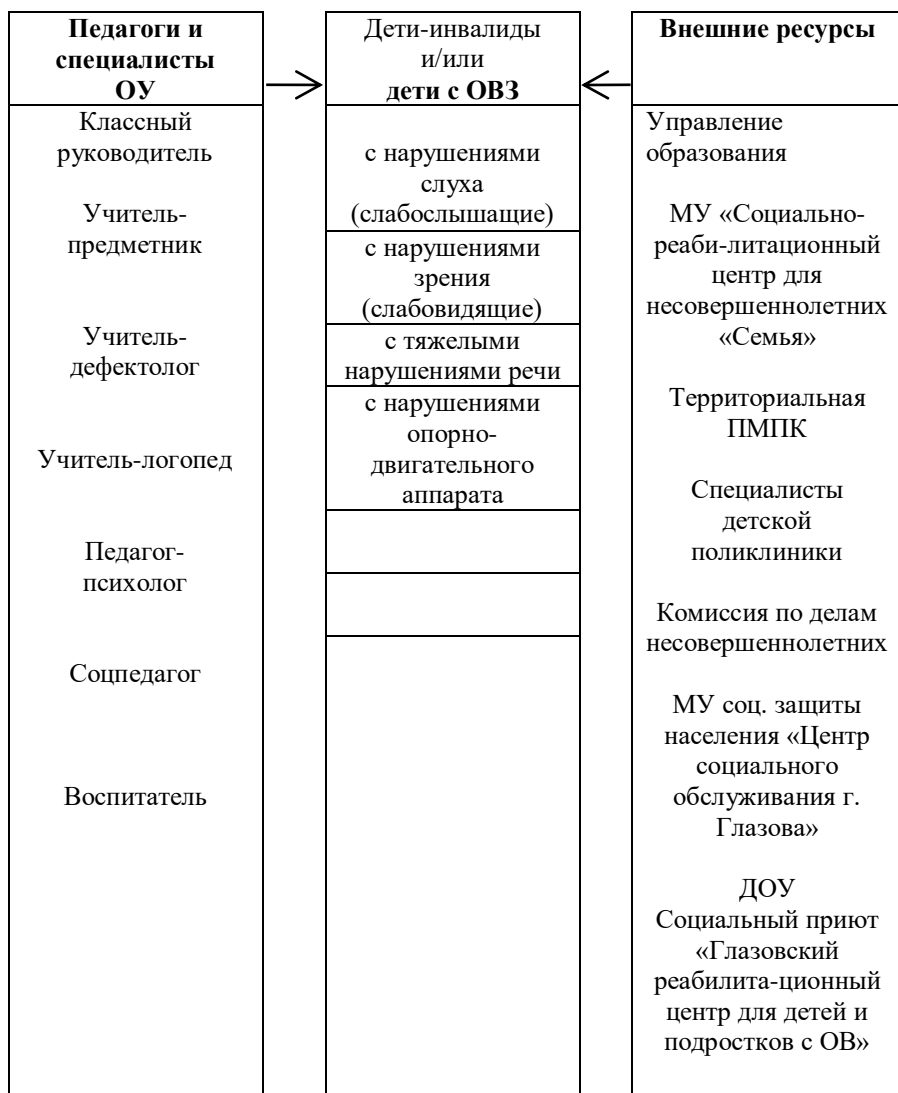 Педагоги и
специалисты
ОУ
Классный
руководитель
Учитель-
предметник
Учитель-
дефектолог
Учитель-логопед
Педагог-
психолог
Соцпедагог
Воспитатель
Дети-инвалиды
и/или
дети с ОВЗ
с нарушениями
слуха
(слабослышащие)
с нарушениями
зрения
(слабовидящие)
с тяжелыми
нарушениями речи
с нарушениями
опорно-
двигательного
аппарата
Внешние ресурсы
Управление
образования
МУ «Социально-
реаби-литационный
центр для
несовершеннолетних
«Семья»
Территориальная
ПМПК
Специалисты
детской
поликлиники
Комиссия по делам
несовершеннолетних
МУ соц. защиты
населения «Центр
социального
обслуживания г.
Глазова»
ДОУ
Социальный приют
«Глазовский
реабилита-ционный
центр для детей и
подростков с ОВ»